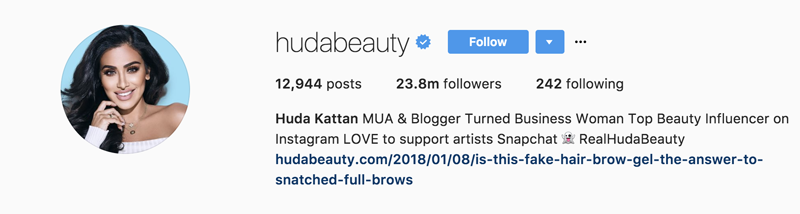 hudabeauty Follow
12,944 posts 23.8m followers 242 following
Huda Kattan MUA & Blogger Turned Business Woman Top Beauty Influencer on
Instagram LOVE to support artists Snapchat 👻 RealHudaBeauty
hudabeauty.com/2018/01/08/is-this-fake-hair-brow-gel-the-answer-to-
snatched-full-brows